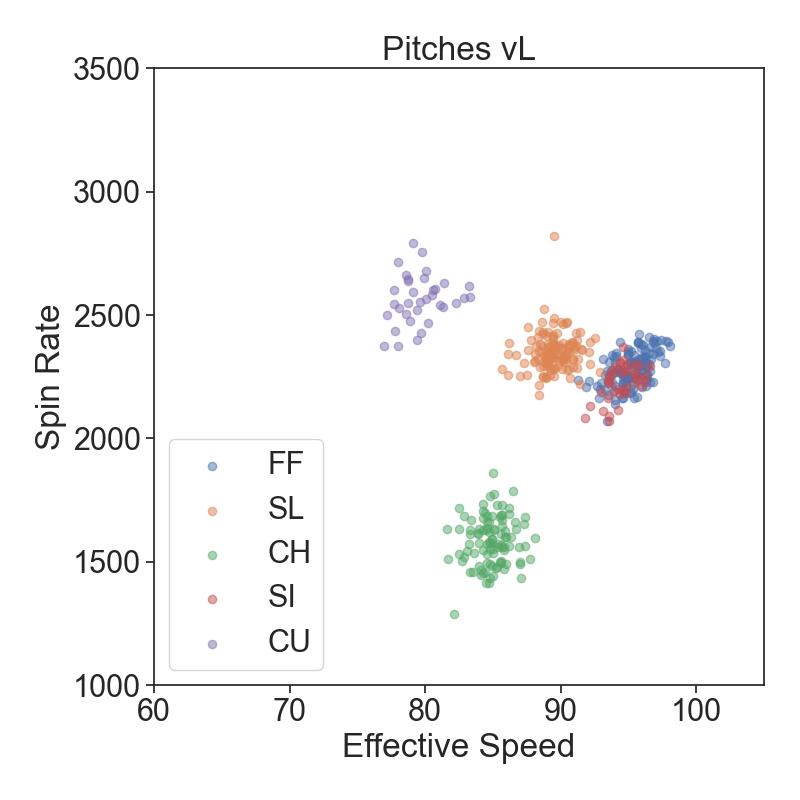 Pitches vL
3500
3000
2500
2000
1500
1000
Spin Rate
FF
SL
CH
SI
CU
60 70 80 90 100
Effective Speed